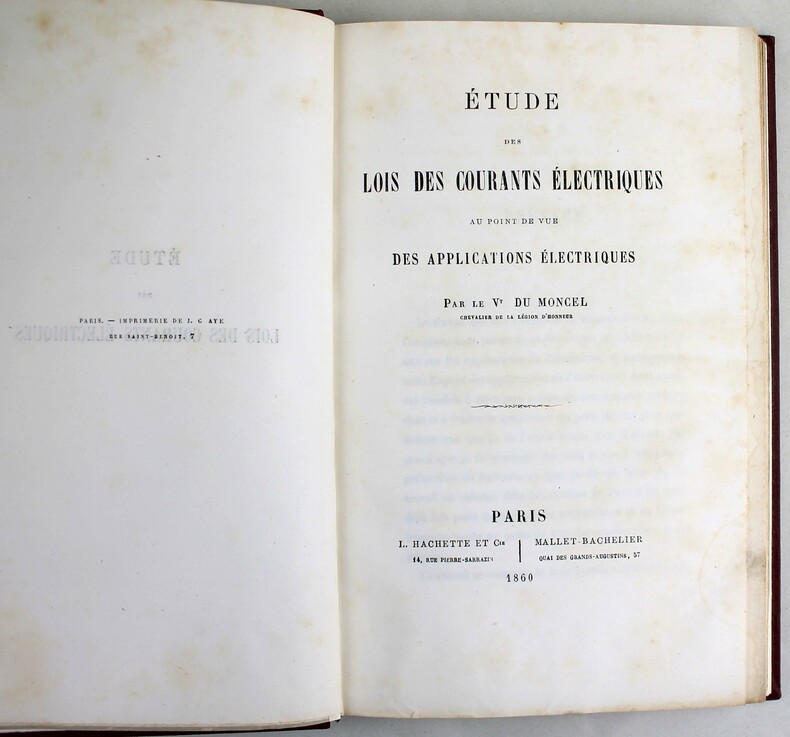 PARIS. — IMPRIMERIE DE J. CLAYE
RUE SAINT-BENOIT, 7
ÉTUDE
DES
LOIS DES COURANTS ÉLECTRIQUES
AU POINT DE VUE
DES APPLICATIONS ÉLECTRIQUES
PAR LE Vᵗᵉ DU MONCEL
CHEVALIER DE LA LÉGION D'HONNEUR
PARIS
L. HACHETTE ET Cie
14, RUE PIERRE-SARRAZIN
MALLET-BACHELIER
QUAI DES GRANDS-AUGUSTINS, 57
1860